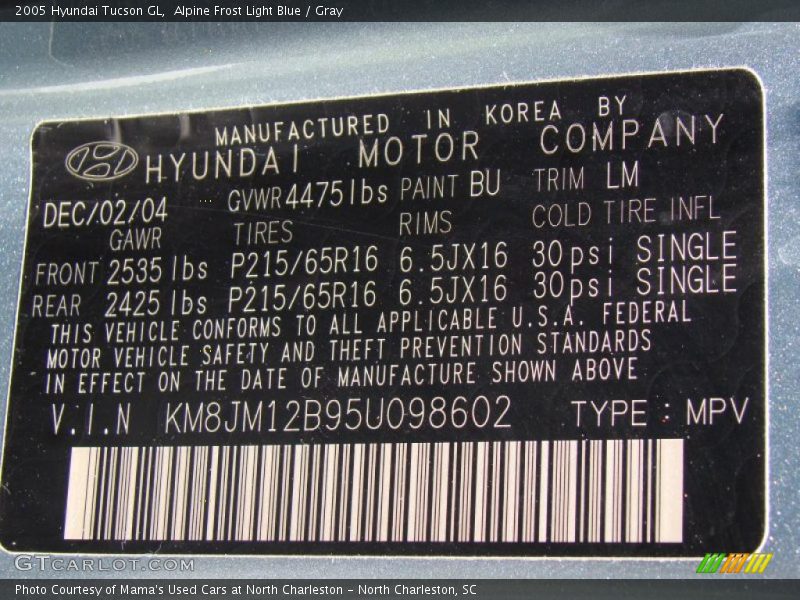 2005 Hyundai Tucson GL,  Alpine Frost Light Blue / Gray
MANUFACTURED IN KOREA BY
HYUNDAI MOTOR COMPANY
DEC/02/04 GVWR 4475lbs PAINT BU TRIM LM
GAWR TIRES RIMS COLD TIRE INFL
FRONT 2535 lbs P215/65R16 6.5JX16 30psi SINGLE
REAR 2425 lbs P215/65R16 6.5JX16 30psi SINGLE
THIS VEHICLE CONFORMS TO ALL APPLICABLE U.S.A. FEDERAL
MOTOR VEHICLE SAFETY AND THEFT PREVENTION STANDARDS
IN EFFECT ON THE DATE OF MANUFACTURE SHOWN ABOVE
V.I.N KM8JM12B95U098602 TYPE : MPV
GTCARLOT.COM
Photo Courtesy of Mama's Used Cars at North Charleston – North Charleston, SC